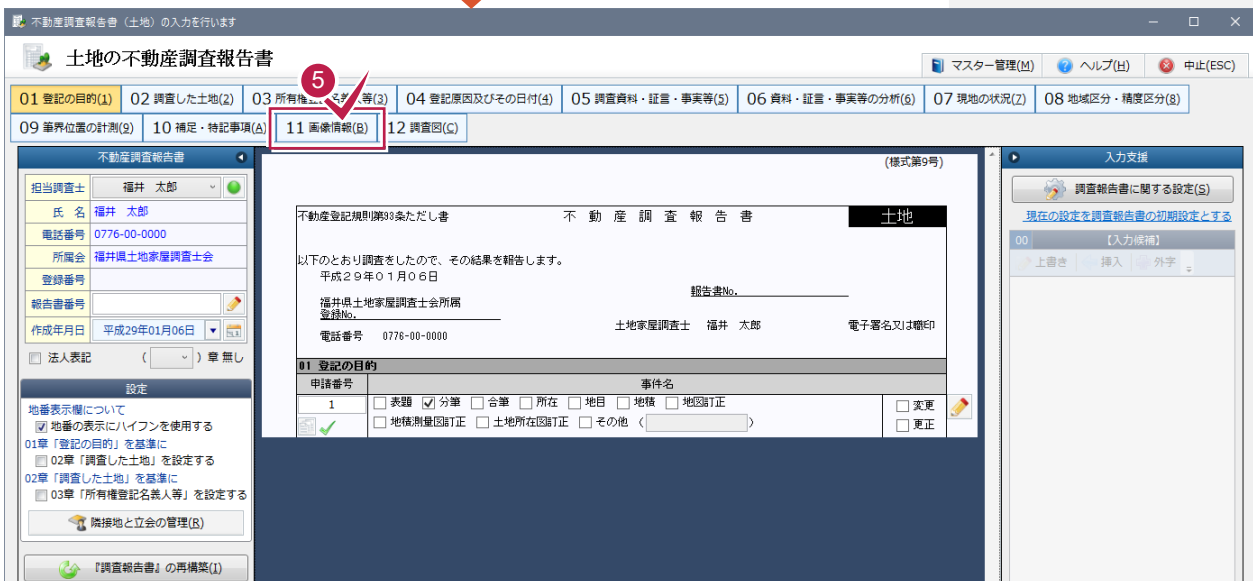 不動産調査報告書（土地）の入力を行います
土地の不動産調査報告書
マスター管理(M) ヘルプ(H) 中止(ESC)
5
01 登記の目的(1) 02 調査した土地(2) 03 所有権登記名義人等(3) 04 登記原因及びその日付(4) 05 調査資料・証言・事実等(5) 06 資料・証言・事実等の分析(6) 07 現地の状況(7) 08 地域区分・精度区分(8)
09 筆界位置の計測(9) 10 補足・特記事項(A) 11 画像情報(B) 12 調査図(C)
不動産調査報告書
担当調査士 福井 太郎
氏 名 福井 太郎
電話番号 0776-00-0000
所属会 福井県土地家屋調査士会
登録番号
報告書番号
作成年月日 平成29年01月06日
法人表記 ( ) 章 無し
設定
地番表示欄について
地番の表示にハイフンを使用する
01章「登記の目的」を基準に
02章「調査した土地」を設定する
02章「調査した土地」を基準に
03章「所有権登記名義人等」を設定する
隣接地と立会の管理(R)
『調査報告書』の再構築(I)
(様式第9号)
不動産登記規則第93条ただし書 不 動 産 調 査 報 告 書 土地
以下のとおり調査をしたので、その結果を報告します。
平成２９年０１月０６日
報告書No.
福井県土地家屋調査士会所属
登録No.
土地家屋調査士 福井 太郎 電子署名又は職印
電話番号 0776-00-0000
01 登記の目的
申請番号 事件名
1 表題 分筆 合筆 所在 地目 地積 地図訂正 変更
地積測量図訂正 土地所在図訂正 その他 ( ) 更正
入力支援
調査報告書に関する設定(S)
現在の設定を調査報告書の初期設定とする
00 【入力候補】
上書き 挿入 外字